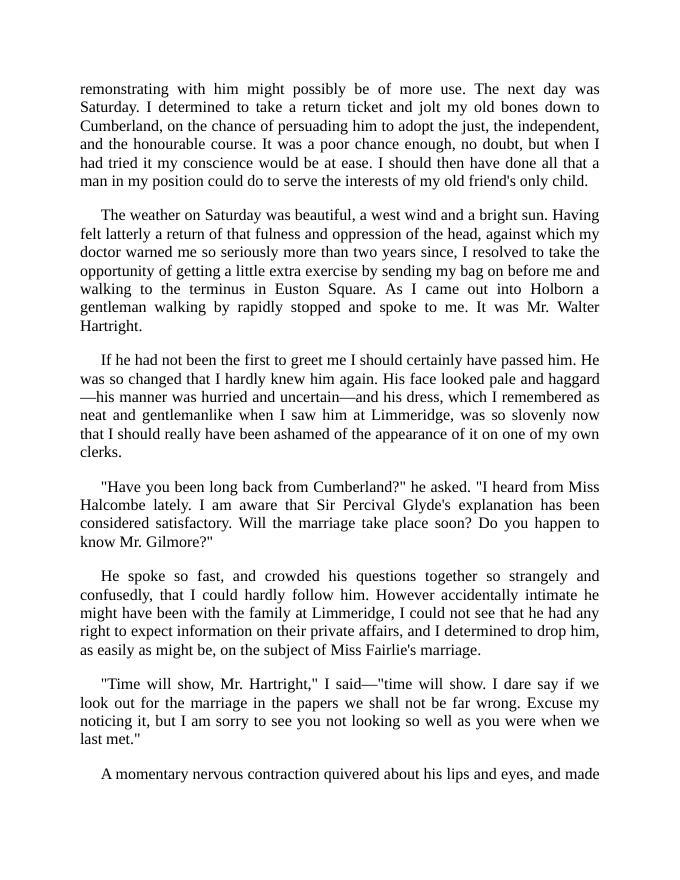 remonstrating with him might possibly be of more use. The next day was
Saturday. I determined to take a return ticket and jolt my old bones down to
Cumberland, on the chance of persuading him to adopt the just, the independent,
and the honourable course. It was a poor chance enough, no doubt, but when I
had tried it my conscience would be at ease. I should then have done all that a
man in my position could do to serve the interests of my old friend's only child.
The weather on Saturday was beautiful, a west wind and a bright sun. Having
felt latterly a return of that fulness and oppression of the head, against which my
doctor warned me so seriously more than two years since, I resolved to take the
opportunity of getting a little extra exercise by sending my bag on before me and
walking to the terminus in Euston Square. As I came out into Holborn a
gentleman walking by rapidly stopped and spoke to me. It was Mr. Walter
Hartright.
If he had not been the first to greet me I should certainly have passed him. He
was so changed that I hardly knew him again. His face looked pale and haggard
—his manner was hurried and uncertain—and his dress, which I remembered as
neat and gentlemanlike when I saw him at Limmeridge, was so slovenly now
that I should really have been ashamed of the appearance of it on one of my own
clerks.
"Have you been long back from Cumberland?" he asked. "I heard from Miss
Halcombe lately. I am aware that Sir Percival Glyde's explanation has been
considered satisfactory. Will the marriage take place soon? Do you happen to
know Mr. Gilmore?"
He spoke so fast, and crowded his questions together so strangely and
confusedly, that I could hardly follow him. However accidentally intimate he
might have been with the family at Limmeridge, I could not see that he had any
right to expect information on their private affairs, and I determined to drop him,
as easily as might be, on the subject of Miss Fairlie's marriage.
"Time will show, Mr. Hartright," I said—"time will show. I dare say if we
look out for the marriage in the papers we shall not be far wrong. Excuse my
noticing it, but I am sorry to see you not looking so well as you were when we
last met."
A momentary nervous contraction quivered about his lips and eyes, and made